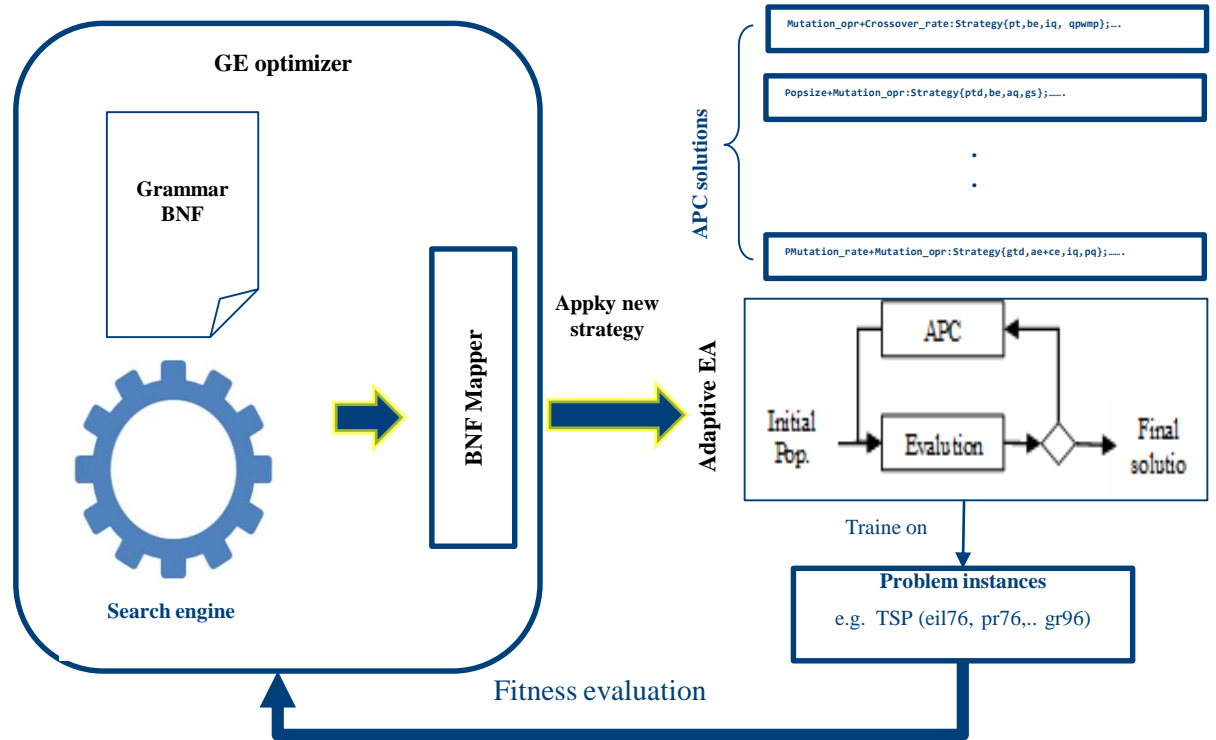 GE optimizer
Grammar
BNF
Search engine
BNF Mapper
Appky new
strategy
APC solutions
Mutation_opr+Crossover_rate:Strategy{pt,be,iq, qpwmp};….
Popsize+Mutation_opr:Strategy{ptd,be,aq,gs};…….
.
.
PMutation_rate+Mutation_opr:Strategy{gtd,ae+ce,iq,pq};…….
Adaptive EA
APC
Initial
Pop.
Evalution
Final
solutio
Traine on
Problem instances
e.g. TSP (eil76, pr76,.. gr96)
Fitness evaluation